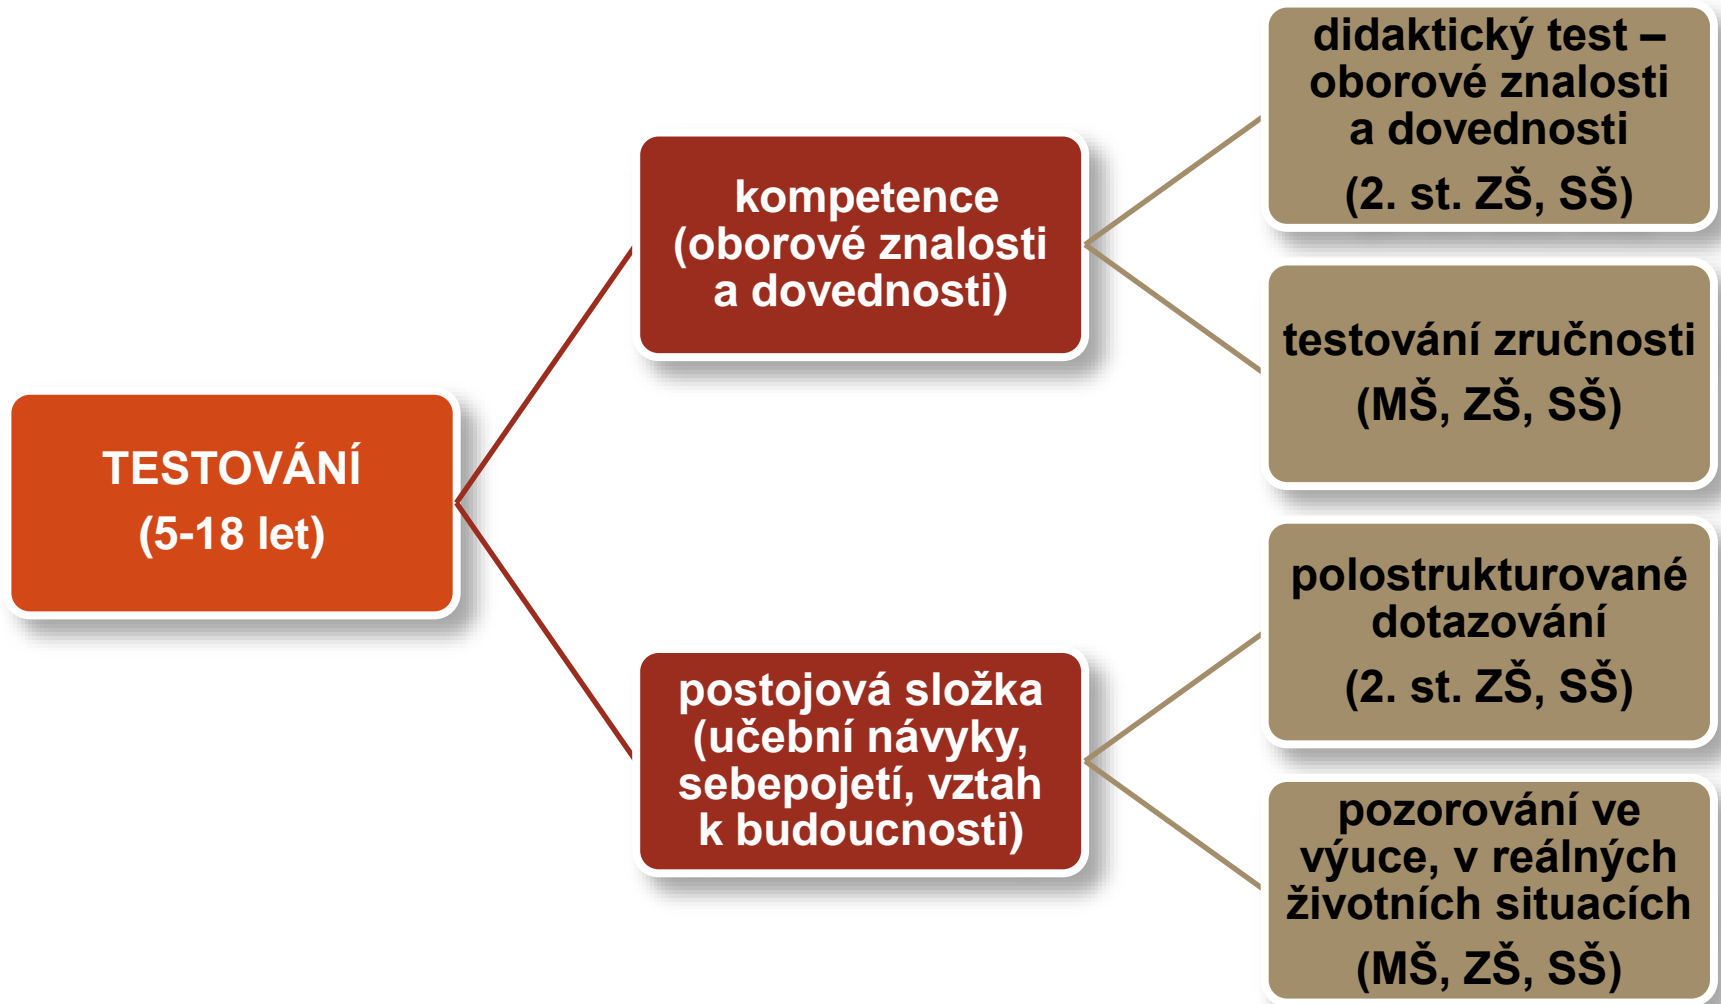 TESTOVÁNÍ
(5-18 let)
kompetence
(oborové znalosti
a dovednosti)
didaktický test –
oborové znalosti
a dovednosti
(2. st. ZŠ, SŠ)
testování zručnosti
(MŠ, ZŠ, SŠ)
postojová složka
(učební návyky,
sebepojetí, vztah
k budoucnosti)
polostrukturované
dotazování
(2. st. ZŠ, SŠ)
pozorování ve
výuce, v reálných
životních situacích
(MŠ, ZŠ, SŠ)